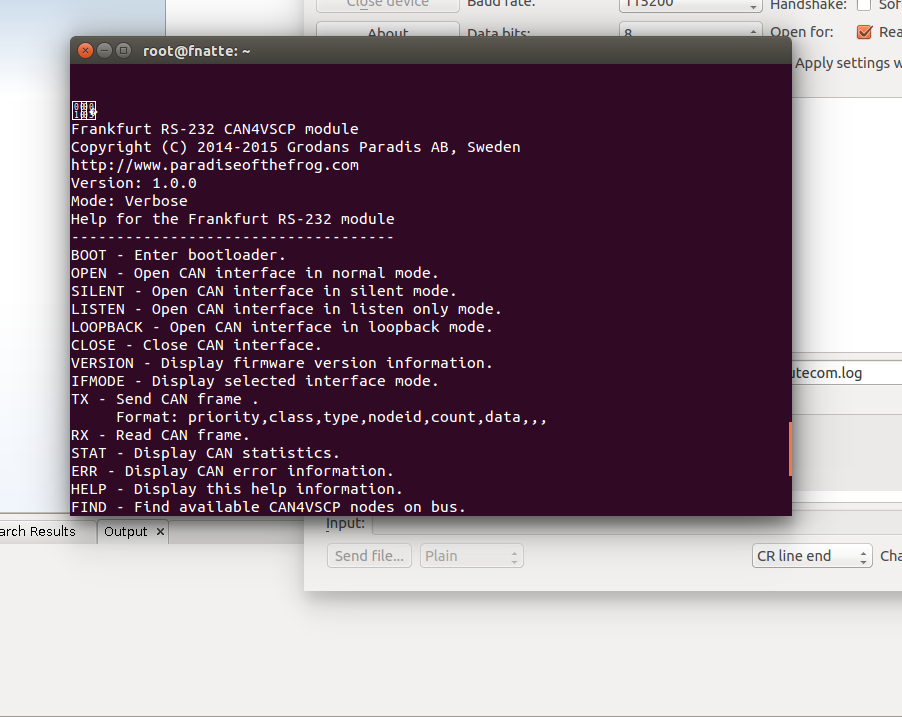 Close device
Baud rate:
115200
Handshake:
About
Data bits:
8
Open for:
Apply settings
root@fnatte: ~
Frankfurt RS-232 CAN4VSCP module
Copyright (C) 2014-2015 Grodans Paradis AB, Sweden
http://www.paradiseofthefrog.com
Version: 1.0.0
Mode: Verbose
Help for the Frankfurt RS-232 module
------------------------------------
BOOT - Enter bootloader.
OPEN - Open CAN interface in normal mode.
SILENT - Open CAN interface in silent mode.
LISTEN - Open CAN interface in listen only mode.
LOOPBACK - Open CAN interface in loopback mode.
CLOSE - Close CAN interface.
VERSION - Display firmware version information.
IFMODE - Display selected interface mode.
TX - Send CAN frame .
Format: priority,class,type,nodeid,count,data,,,
RX - Read CAN frame.
STAT - Display CAN statistics.
ERR - Display CAN error information.
HELP - Display this help information.
FIND - Find available CAN4VSCP nodes on bus.
utecom.log
arch Results
Output
Input:
Send file...
Plain
CR line end